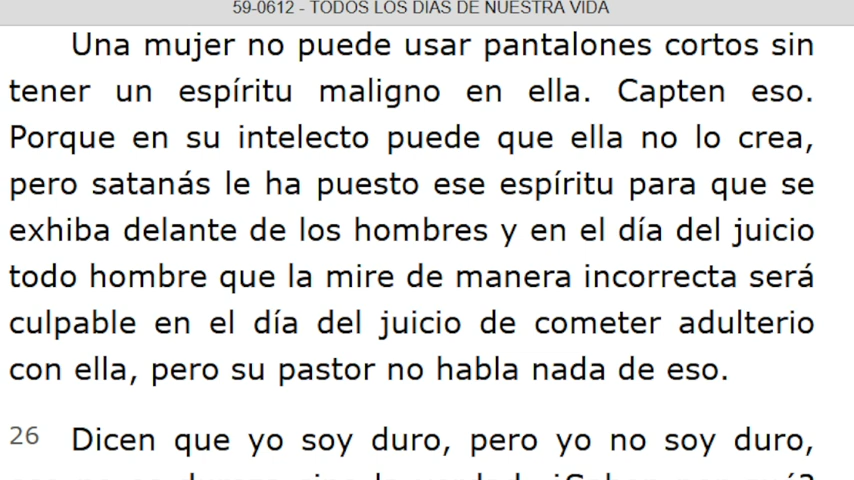 59-0612 - TODOS LOS DIAS DE NUESTRA VIDA
Una mujer no puede usar pantalones cortos sin
tener un espíritu maligno en ella. Capten eso.
Porque en su intelecto puede que ella no lo crea,
pero satanás le ha puesto ese espíritu para que se
exhiba delante de los hombres y en el día del juicio
todo hombre que la mire de manera incorrecta será
culpable en el día del juicio de cometer adulterio
con ella, pero su pastor no habla nada de eso.
26 Dicen que yo soy duro, pero yo no soy duro,